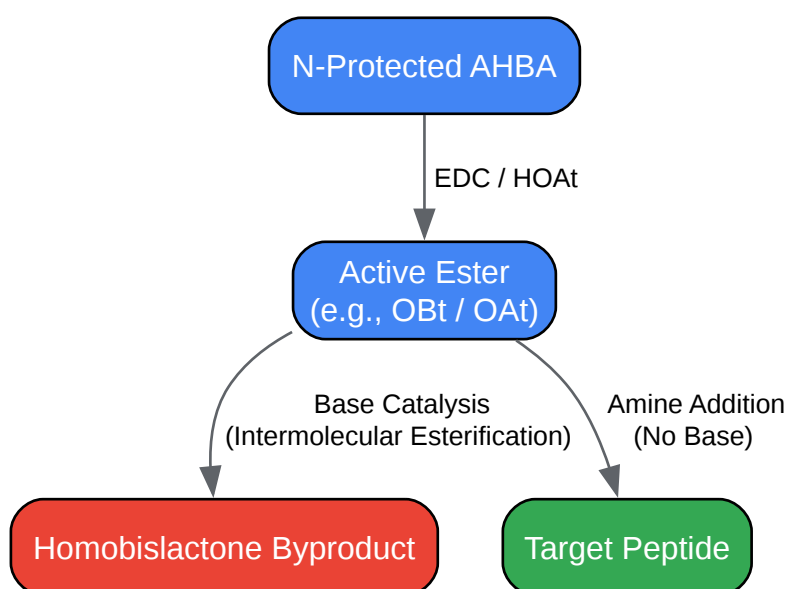 N-Protected AHBA
EDC / HOAt
Active Ester
(e.g., OBt / OAt)
Base Catalysis
(Intermolecular Esterification)
Amine Addition
(No Base)
Homobislactone Byproduct
Target Peptide